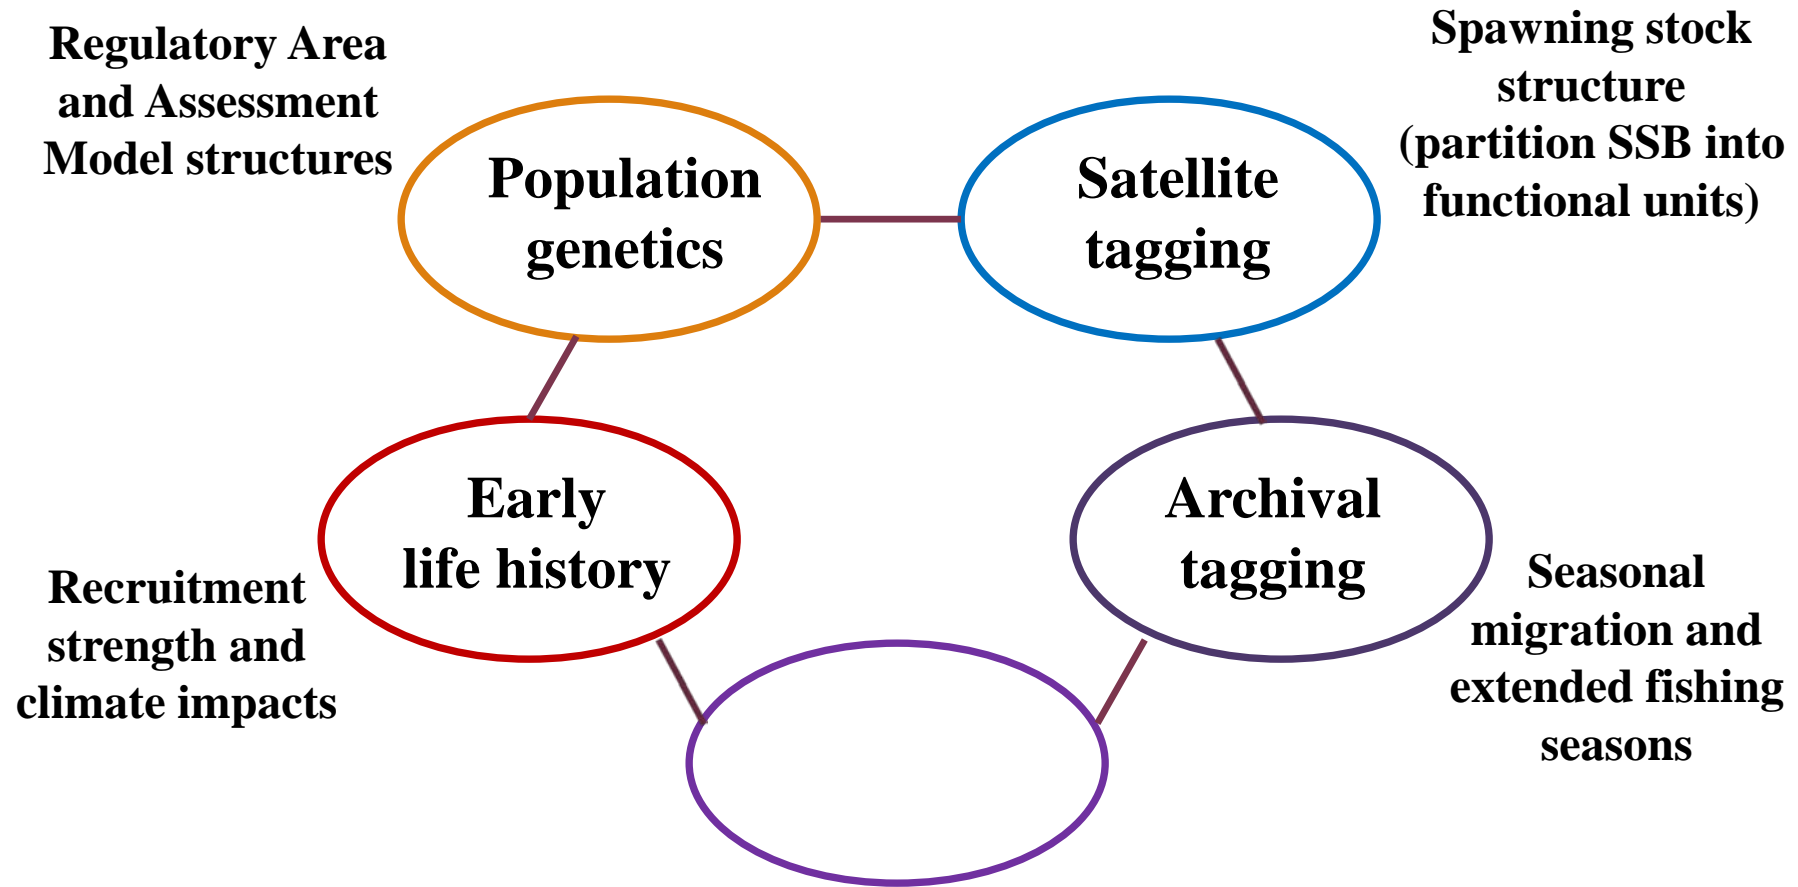 Regulatory Area
and Assessment
Model structures
Population
genetics
Satellite
tagging
Spawning stock
structure
(partition SSB into
functional units)
Early
life history
Archival
tagging
Recruitment
strength and
climate impacts
Seasonal
migration and
extended fishing
seasons